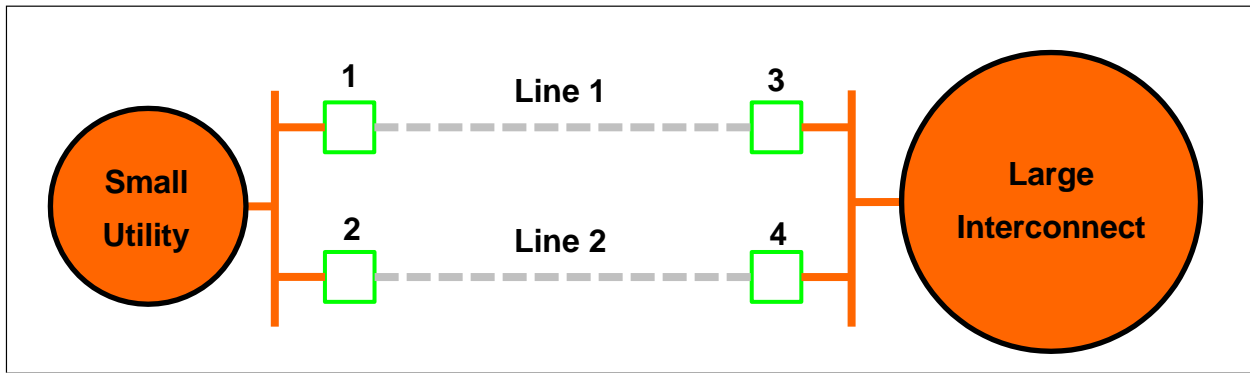 1
Line 1
3
Small
Utility
2
Line 2
4
Large
Interconnect